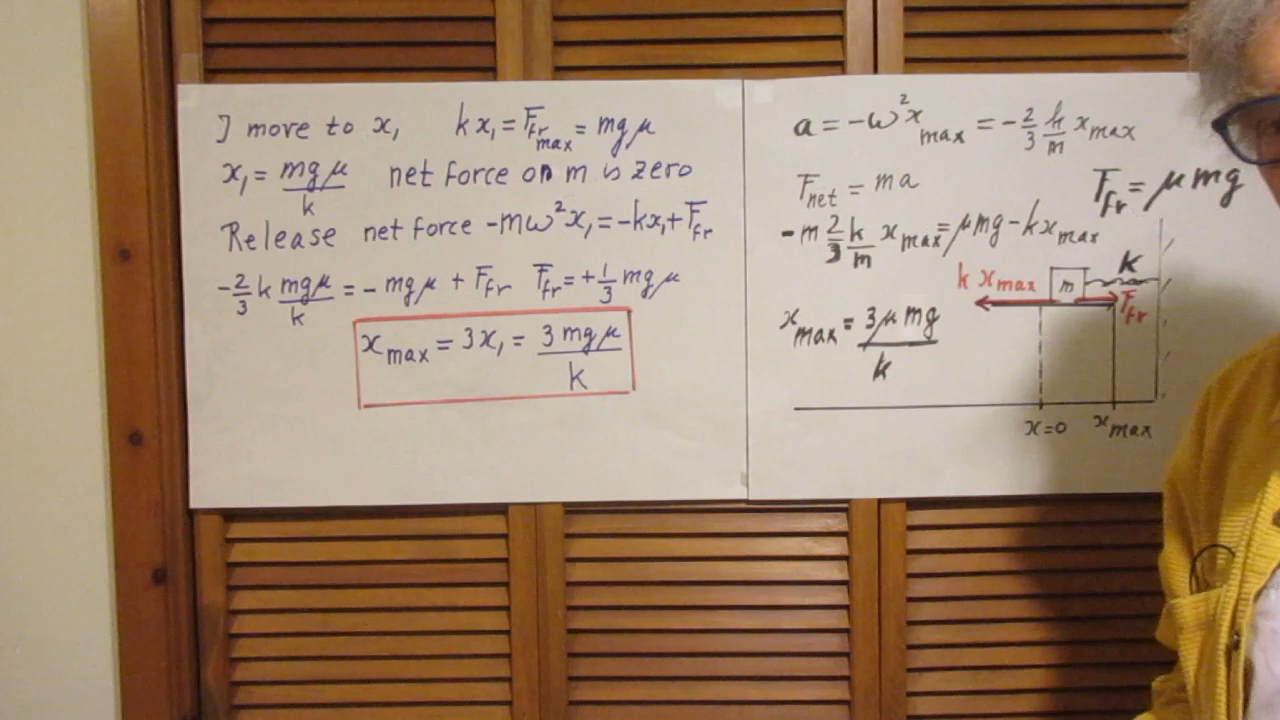 I move to x₁ kx₁ = F_fr max = mgμ
x₁ = mgμ/k net force on m is zero
Release net force -mω²x₁ = -kx₁ + F_fr
-2/3 k mgμ/k = - mgμ + F_fr F_fr = +1/3 mgμ
x_max = 3x₁ = 3mgμ/k
a = -ω²x_max = -2/3 k/m x_max
F_net = ma
F_fr = μmg
-m 2/3 k/m x_max = μmg - kx_max
k x_max m k
F_fr
x_max = 3μmg/k
x=0 x_max